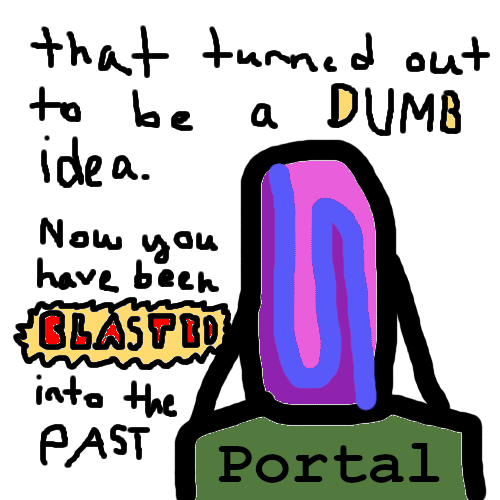 that turned out
to be a DUMB
idea.
Now you
have been
BLASTED
into the
PAST
Portal